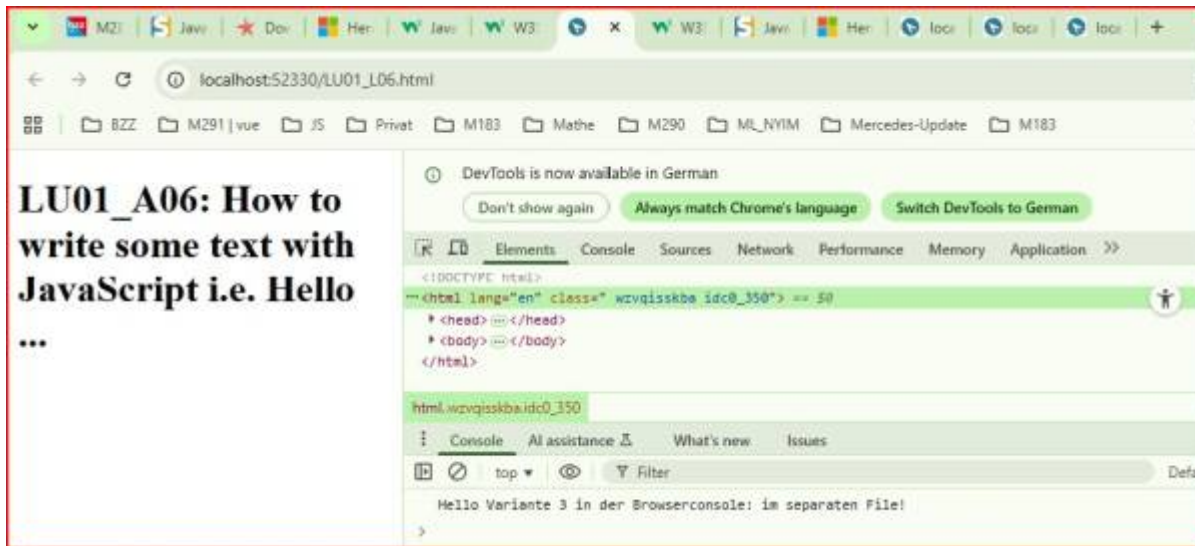 M2 Jav Dov Her Jav W3 W3 Jav Her loca loca loca
localhost:52330/LU01_L06.html
BZZ M291 | vue JS Privat M183 Mathe M290 ML_NYIM Mercedes-Update M183
LU01_A06: How to
write some text with
JavaScript i.e. Hello
...
DevTools is now available in German
Don't show again Always match Chrome's language Switch DevTools to German
Elements Console Sources Network Performance Memory Application
<!DOCTYPE html>
<html lang="en" class=" wzvqisskba idc0_350"> == $0
<head> ... </head>
<body> ... </body>
</html>
html.wzvqisskba.idc0_350
Console AI assistance What's new Issues
top Filter Defa
Hello Variante 3 in der Browserconsole: im separaten File!